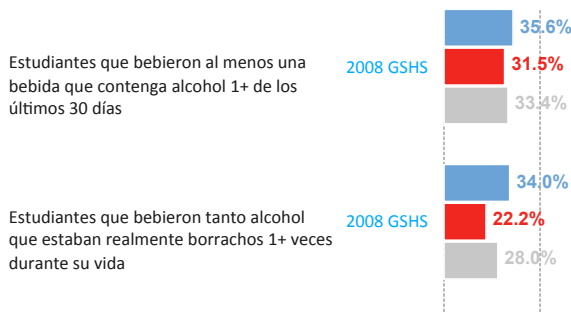 35.6%
Estudiantes que bebieron al menos una
bebida que contenga alcohol 1+ de los
últimos 30 días
2008 GSHS
31.5%
33.4%
34.0%
Estudiantes que bebieron tanto alcohol
que estaban realmente borrachos 1+ veces
durante su vida
2008 GSHS
22.2%
28.0%